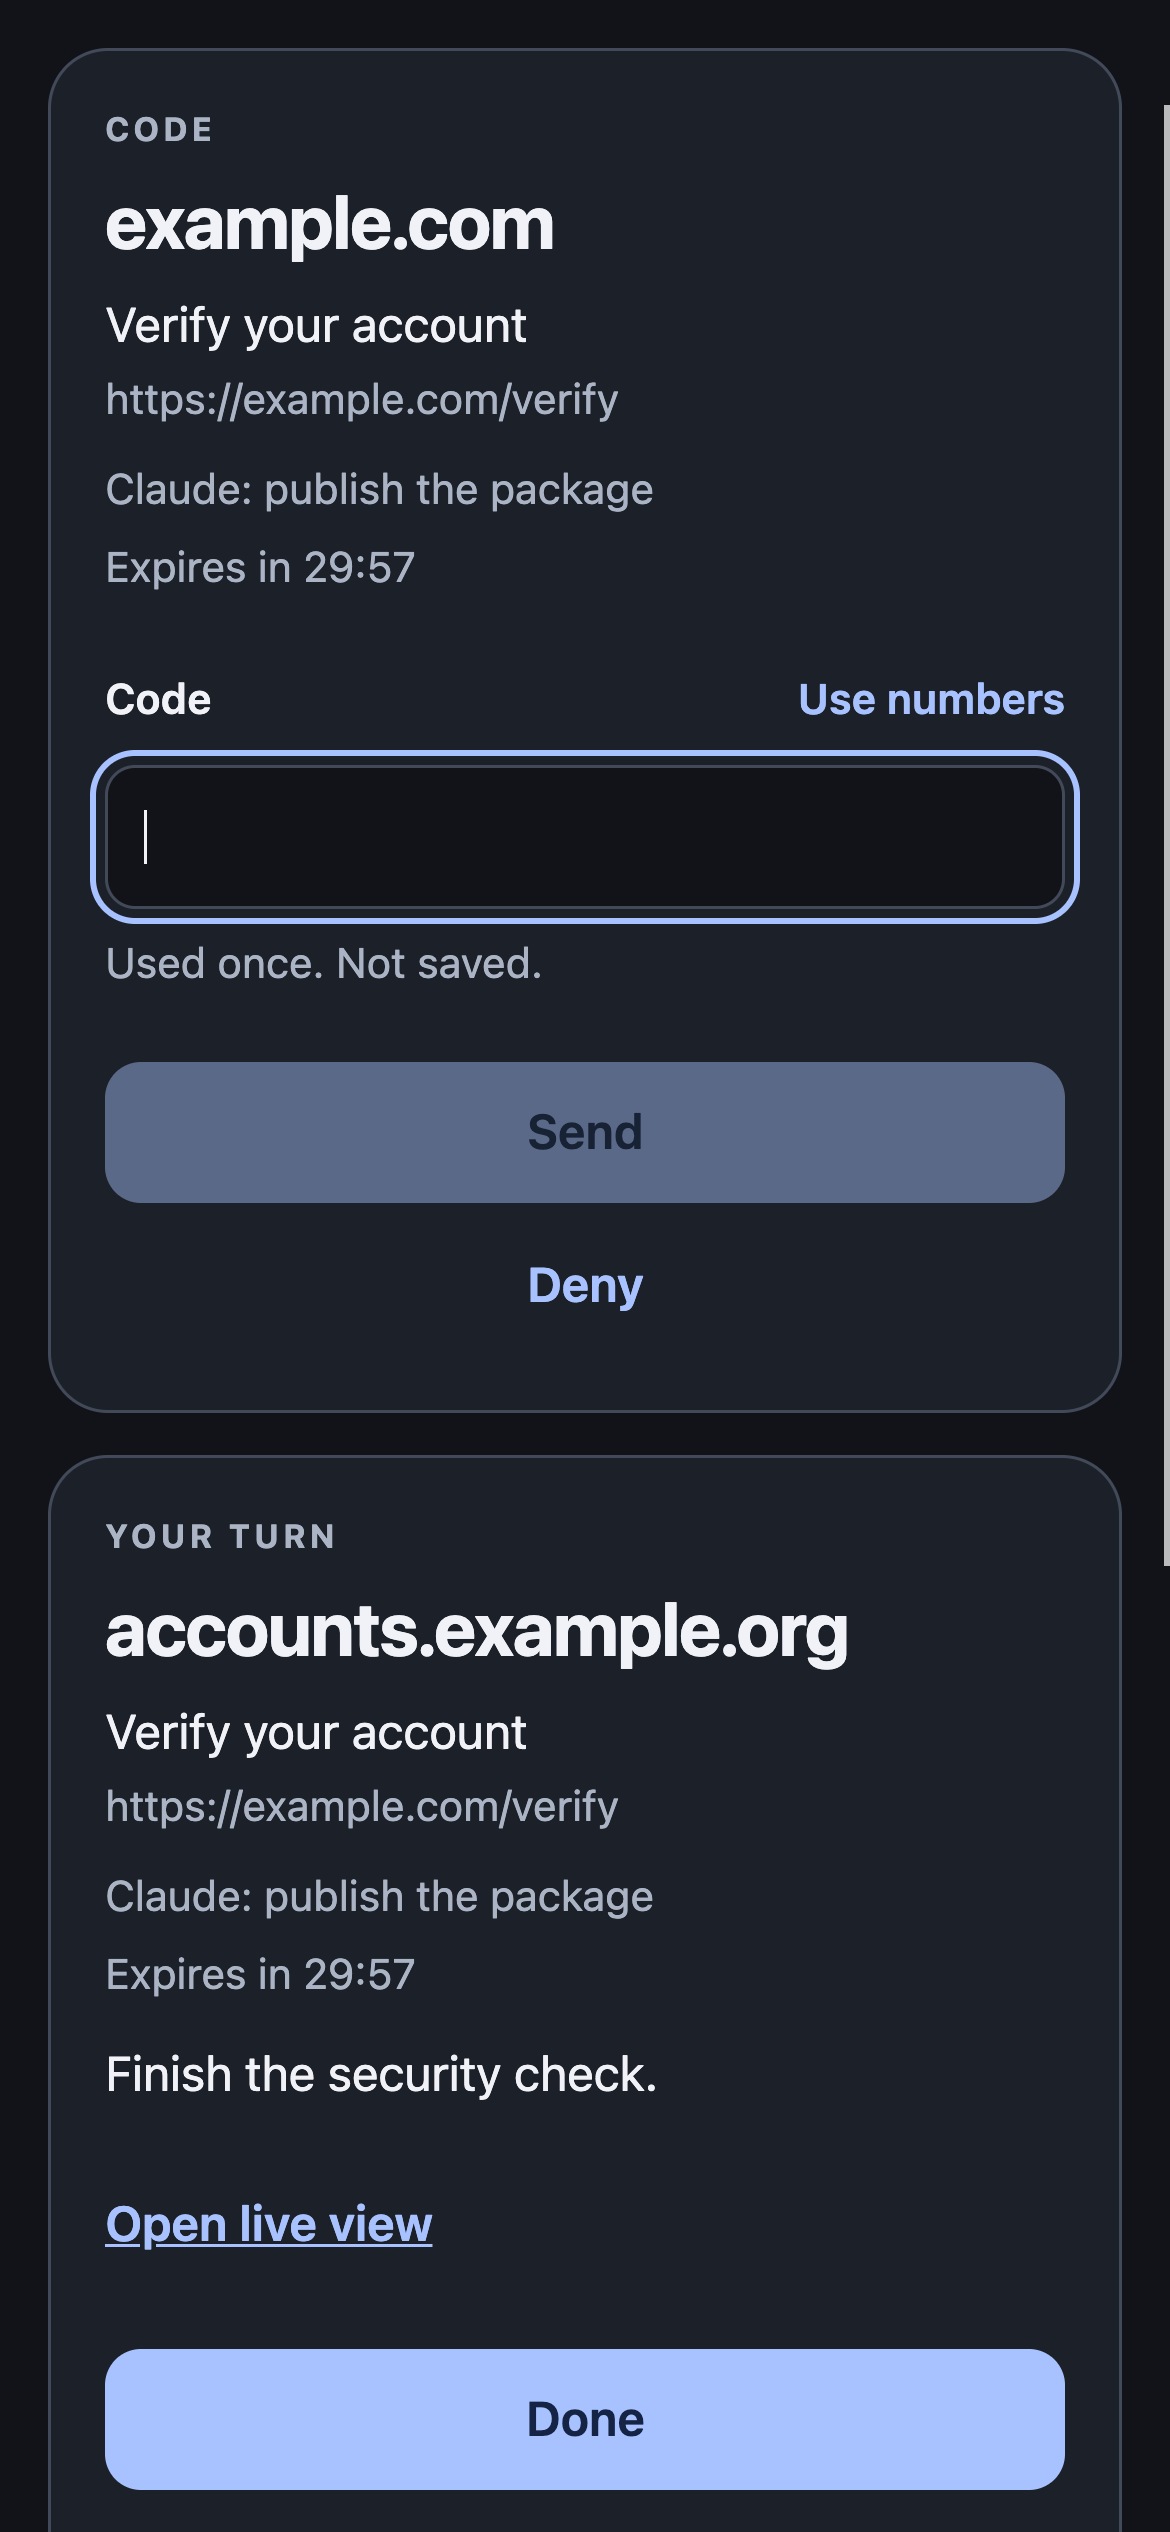 CODE
example.com
Verify your account
https://example.com/verify
Claude: publish the package
Expires in 29:57
Code
Use numbers
Used once. Not saved.
Send
Deny
YOUR TURN
accounts.example.org
Verify your account
https://example.com/verify
Claude: publish the package
Expires in 29:57
Finish the security check.
Open live view
Done